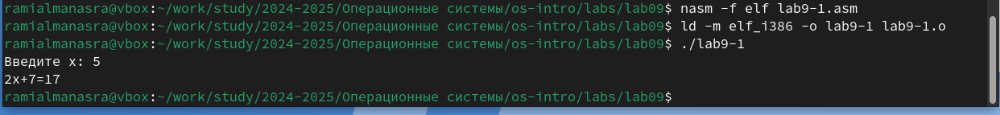 ramialmanasra@vbox:~/work/study/2024-2025/Операционные системы/os-intro/labs/lab09$ nasm -f elf lab9-1.asm
ramialmanasra@vbox:~/work/study/2024-2025/Операционные системы/os-intro/labs/lab09$ ld -m elf_i386 -o lab9-1 lab9-1.o
ramialmanasra@vbox:~/work/study/2024-2025/Операционные системы/os-intro/labs/lab09$ ./lab9-1
Введите x: 5
2x+7=17
ramialmanasra@vbox:~/work/study/2024-2025/Операционные системы/os-intro/labs/lab09$